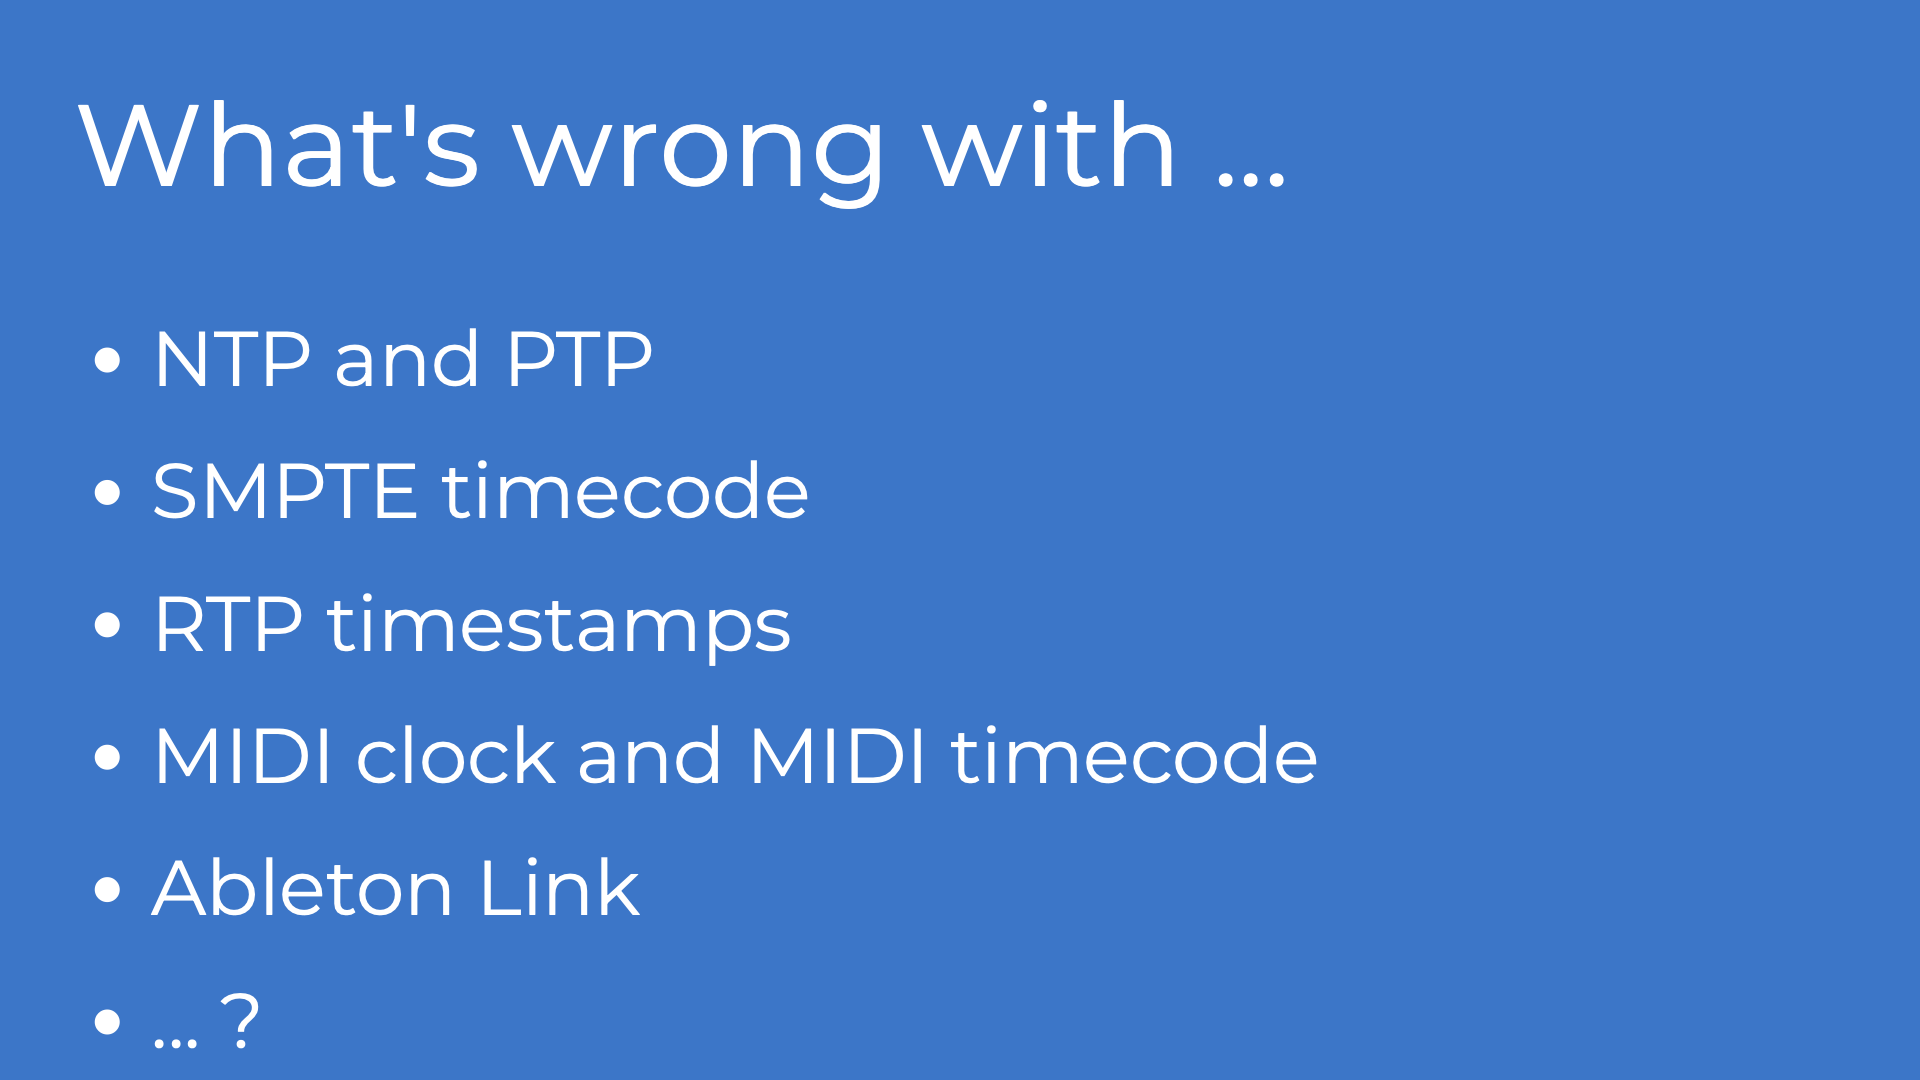 What's wrong with ...
• NTP and PTP
• SMPTE timecode
• RTP timestamps
• MIDI clock and MIDI timecode
• Ableton Link
• ... ?